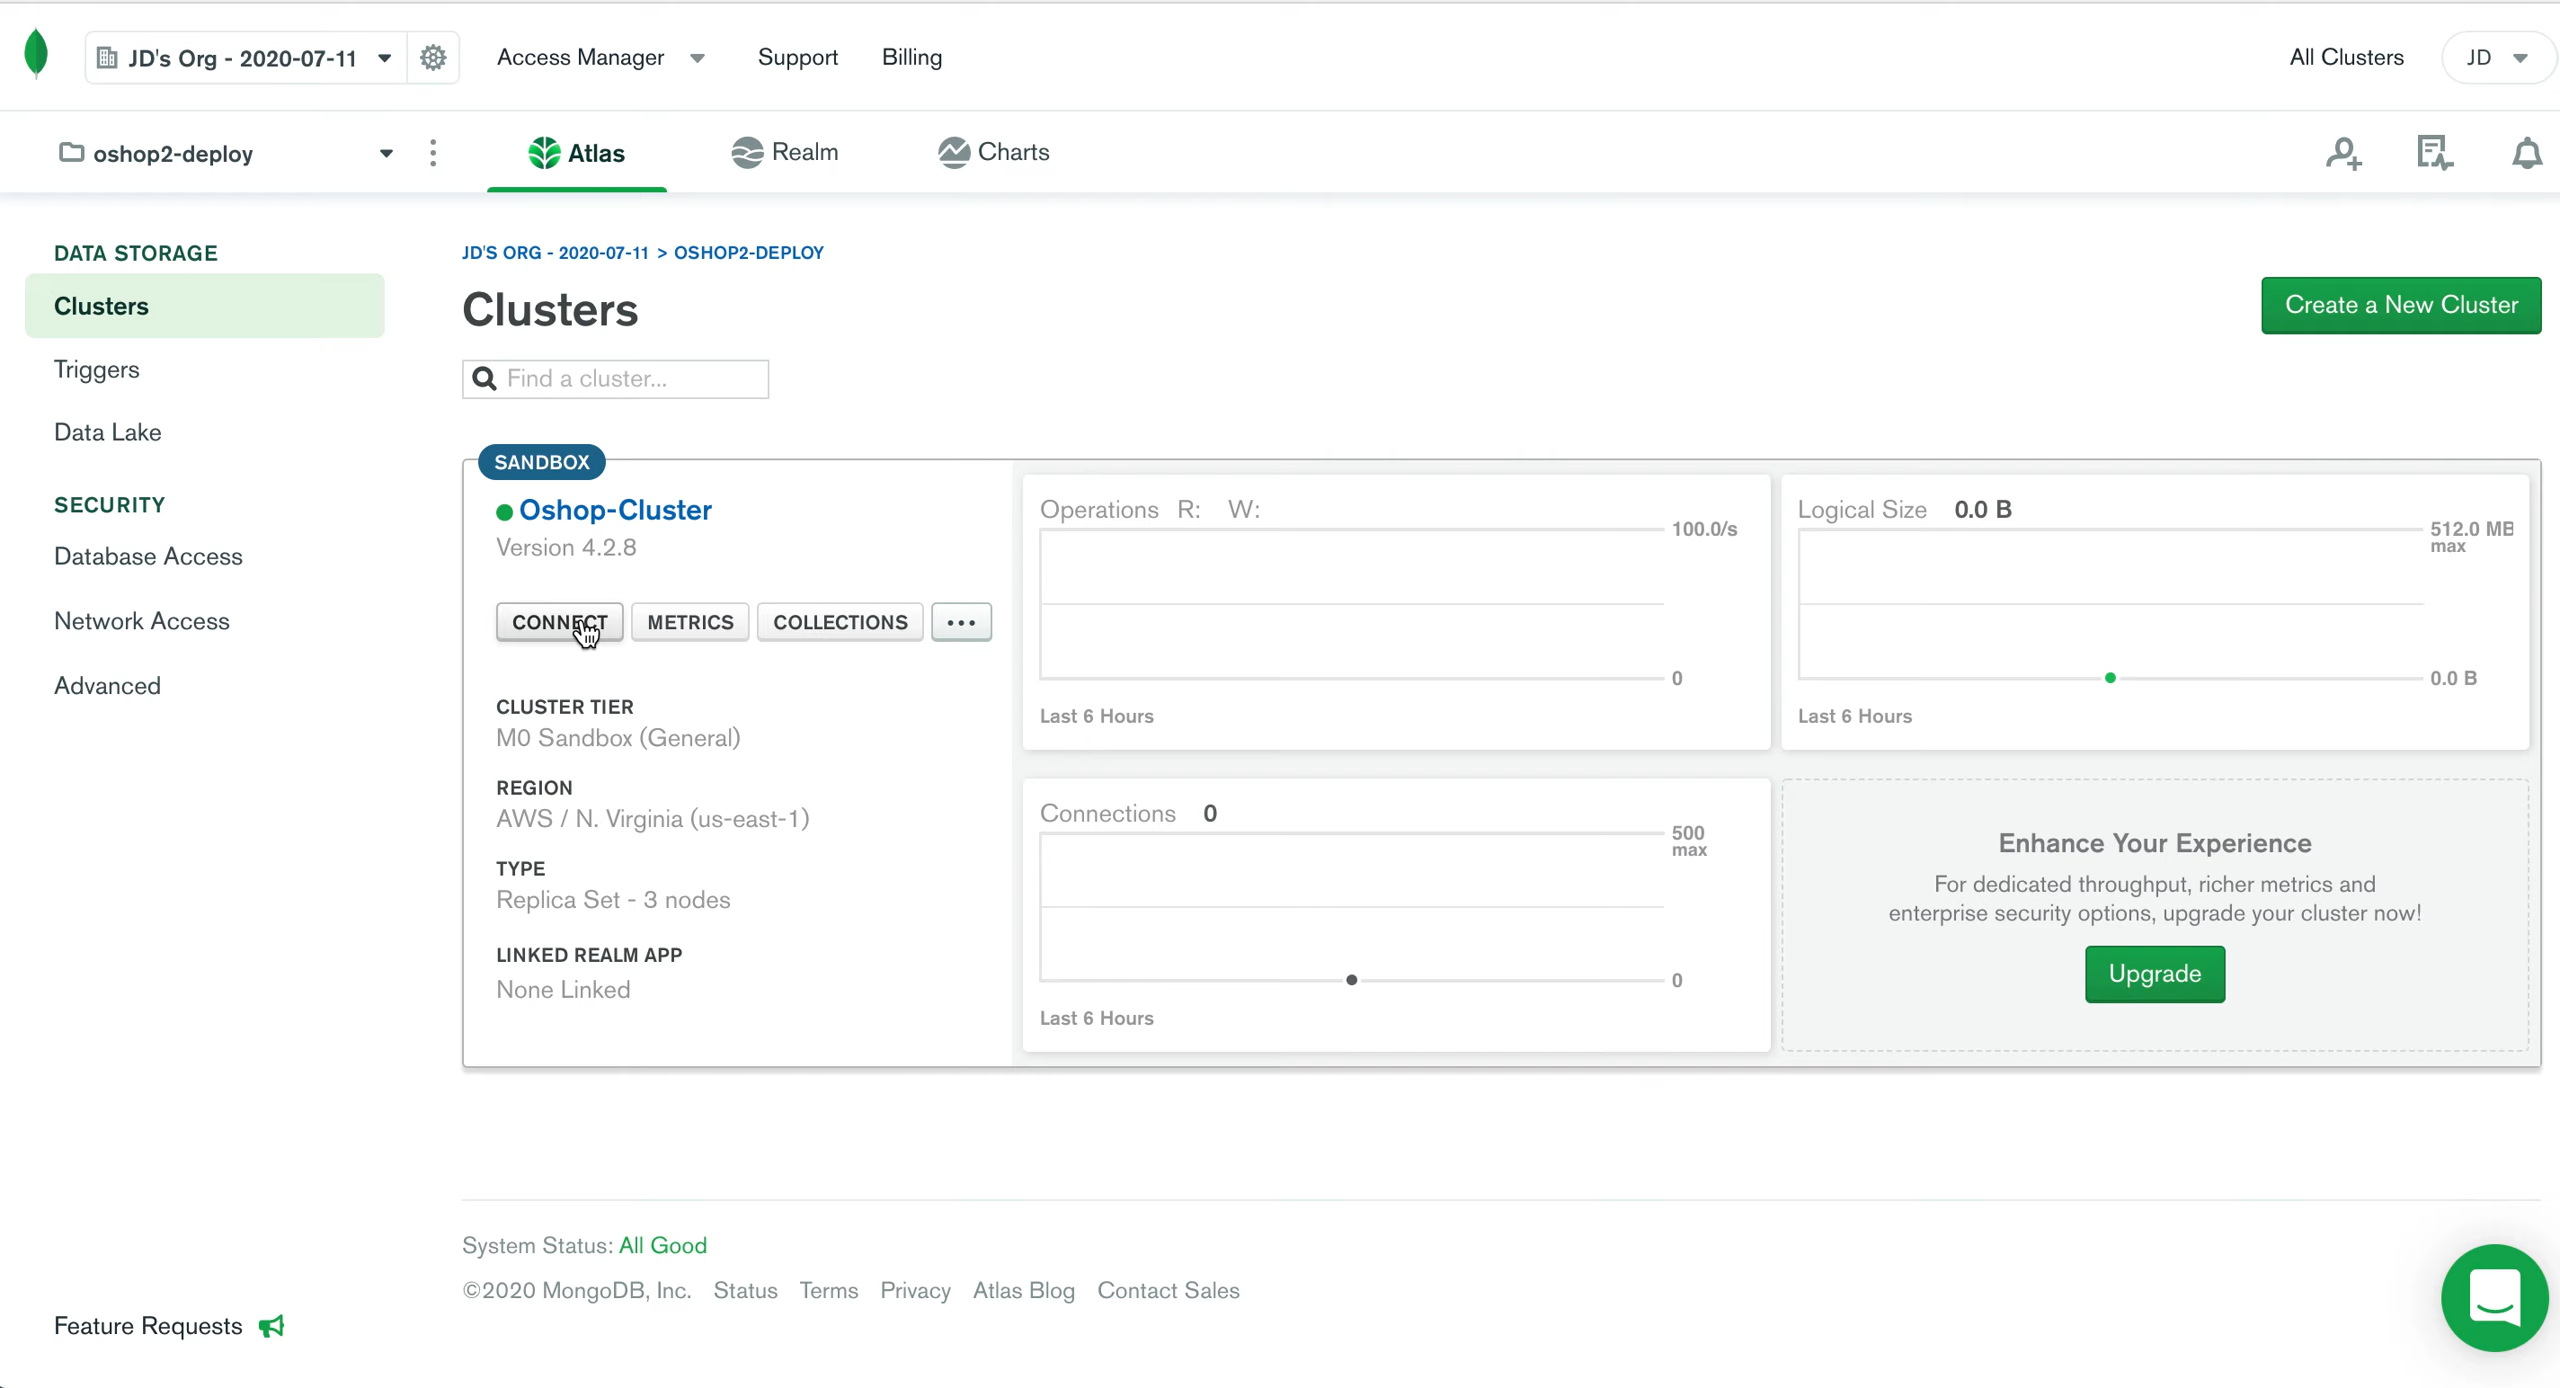 JD's Org - 2020-07-11
Access Manager
Support
Billing
All Clusters
JD
oshop2-deploy
Atlas
Realm
Charts
DATA STORAGE
Clusters
Triggers
Data Lake
SECURITY
Database Access
Network Access
Advanced
JD'S ORG - 2020-07-11 > OSHOP2-DEPLOY
Clusters
Create a New Cluster
Find a cluster...
SANDBOX
Oshop-Cluster
Version 4.2.8
CONNECT
METRICS
COLLECTIONS
...
CLUSTER TIER
M0 Sandbox (General)
REGION
AWS / N. Virginia (us-east-1)
TYPE
Replica Set - 3 nodes
LINKED REALM APP
None Linked
Operations R: W:
100.0/s
0
Last 6 Hours
Logical Size 0.0 B
512.0 MB
max
0.0 B
Last 6 Hours
Connections 0
500
max
0
Last 6 Hours
Enhance Your Experience
For dedicated throughput, richer metrics and
enterprise security options, upgrade your cluster now!
Upgrade
System Status: All Good
©2020 MongoDB, Inc. Status Terms Privacy Atlas Blog Contact Sales
Feature Requests